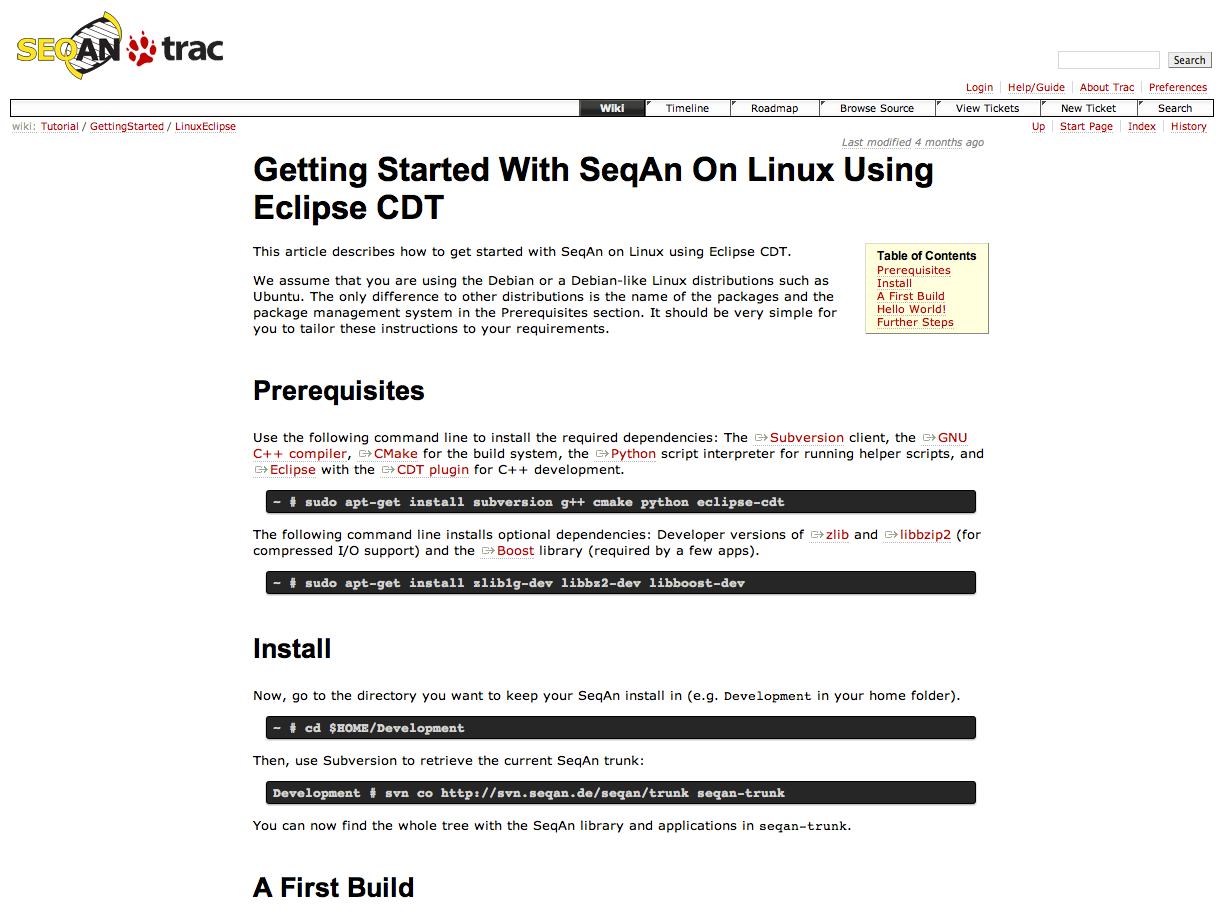 SEQAN trac
Search
Login Help/Guide About Trac Preferences
Wiki Timeline Roadmap Browse Source View Tickets New Ticket Search
wiki: Tutorial / GettingStarted / LinuxEclipse
Up Start Page Index History
Last modified 4 months ago
Getting Started With SeqAn On Linux Using
Eclipse CDT
This article describes how to get started with SeqAn on Linux using Eclipse CDT.
We assume that you are using the Debian or a Debian-like Linux distributions such as
Ubuntu. The only difference to other distributions is the name of the packages and the
package management system in the Prerequisites section. It should be very simple for
you to tailor these instructions to your requirements.
Table of Contents
Prerequisites
Install
A First Build
Hello World!
Further Steps
Prerequisites
Use the following command line to install the required dependencies: The Subversion client, the GNU
C++ compiler, CMake for the build system, the Python script interpreter for running helper scripts, and
Eclipse with the CDT plugin for C++ development.
~ # sudo apt-get install subversion g++ cmake python eclipse-cdt
The following command line installs optional dependencies: Developer versions of zlib and libbzip2 (for
compressed I/O support) and the Boost library (required by a few apps).
~ # sudo apt-get install zlib1g-dev libbz2-dev libboost-dev
Install
Now, go to the directory you want to keep your SeqAn install in (e.g. Development in your home folder).
~ # cd $HOME/Development
Then, use Subversion to retrieve the current SeqAn trunk:
Development # svn co http://svn.seqan.de/seqan/trunk seqan-trunk
You can now find the whole tree with the SeqAn library and applications in seqan-trunk.
A First Build